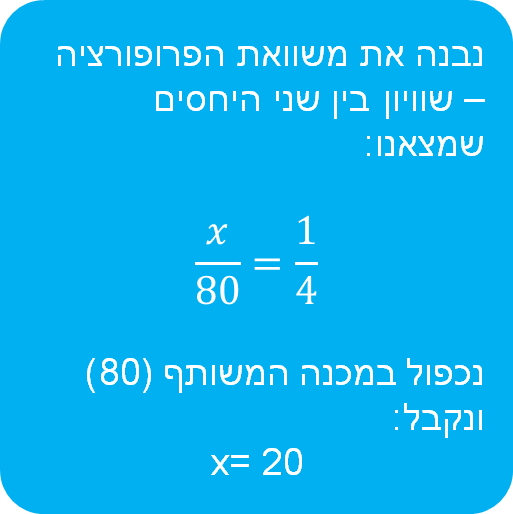 נבנה את משוואת הפרופורציה
– שוויון בין שני היחסים
שמצאנו:
x/80 = 1/4
נכפול במכנה המשותף (80)
ונקבל:
x= 20